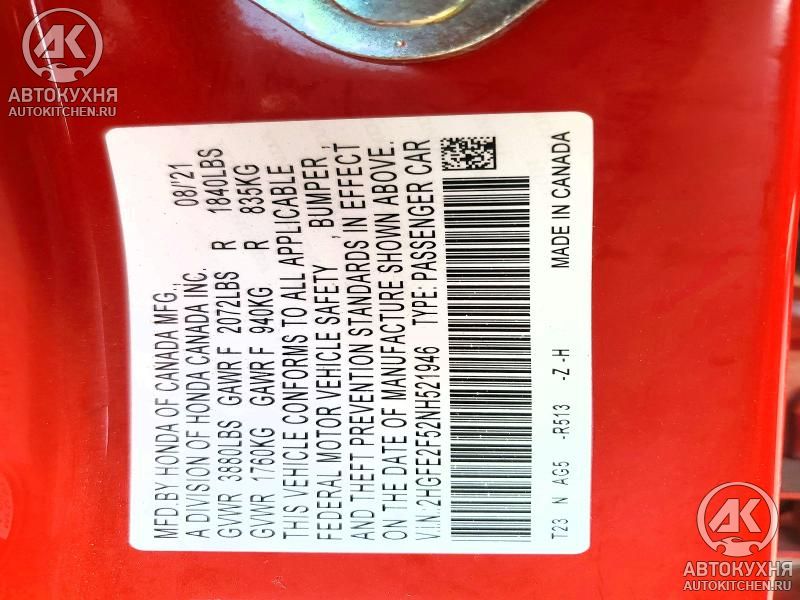 AK
АВТОКУХНЯ
AUTOKITCHEN.RU
MFD.BY HONDA OF CANADA MFG., 08/'21
A DIVISION OF HONDA CANADA INC.
GVWR 3880LBS GAWR F 2072LBS R 1840LBS
GVWR 1760KG GAWR F 940KG R 835KG
THIS VEHICLE CONFORMS TO ALL APPLICABLE
FEDERAL MOTOR VEHICLE SAFETY , BUMPER ,
AND THEFT PREVENTION STANDARDS IN EFFECT
ON THE DATE OF MANUFACTURE SHOWN ABOVE.
V.I.N. 2HGFE2F52NH521946 TYPE: PASSENGER CAR
T23 N AG5 -R513 -Z -H MADE IN CANADA
AK
АВТОКУХНЯ
AUTOKITCHEN.RU